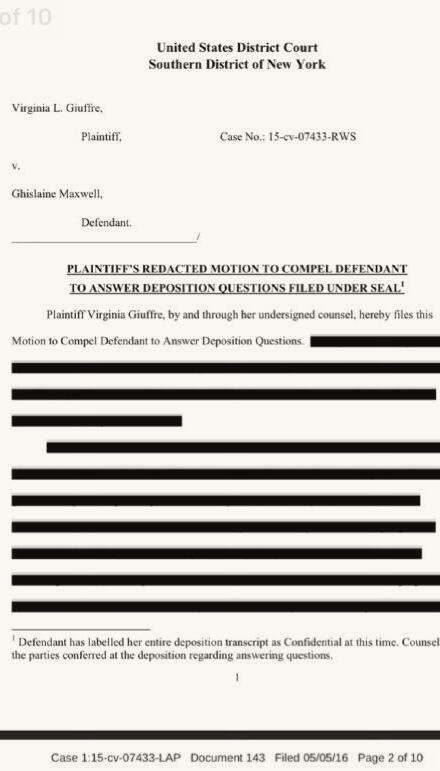 of 10
United States District Court
Southern District of New York
Virginia L. Giuffre,
Plaintiff,
Case No.: 15-cv-07433-RWS
v.
Ghislaine Maxwell,
Defendant.
/
PLAINTIFF'S REDACTED MOTION TO COMPEL DEFENDANT
TO ANSWER DEPOSITION QUESTIONS FILED UNDER SEAL1
Plaintiff Virginia Giuffre, by and through her undersigned counsel, hereby files this
Motion to Compel Defendant to Answer Deposition Questions.
1 Defendant has labelled her entire deposition transcript as Confidential at this time. Counsel
the parties conferred at the deposition regarding answering questions.
1
Case 1:15-cv-07433-LAP Document 143 Filed 05/05/16 Page 2 of 10